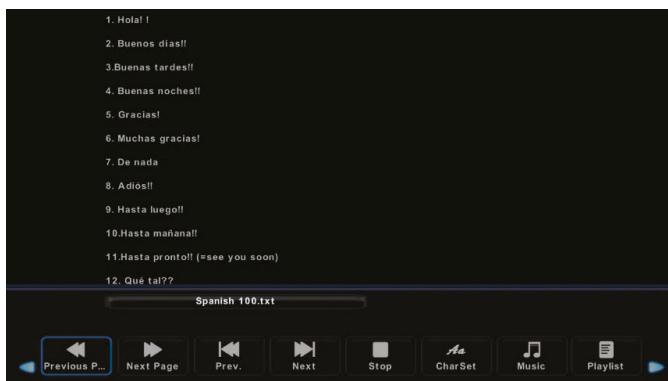 1. Hola! !
2. Buenos días!!
3.Buenas tardes!!
4. Buenas noches!!
5. Gracias!
6. Muchas gracias!
7. De nada
8. Adiós!!
9. Hasta luego!!
10.Hasta mañana!!
11.Hasta pronto!! (=see you soon)
12. Qué tal??
Spanish 100.txt
Previous P... Next Page Prev. Next Stop CharSet Music Playlist